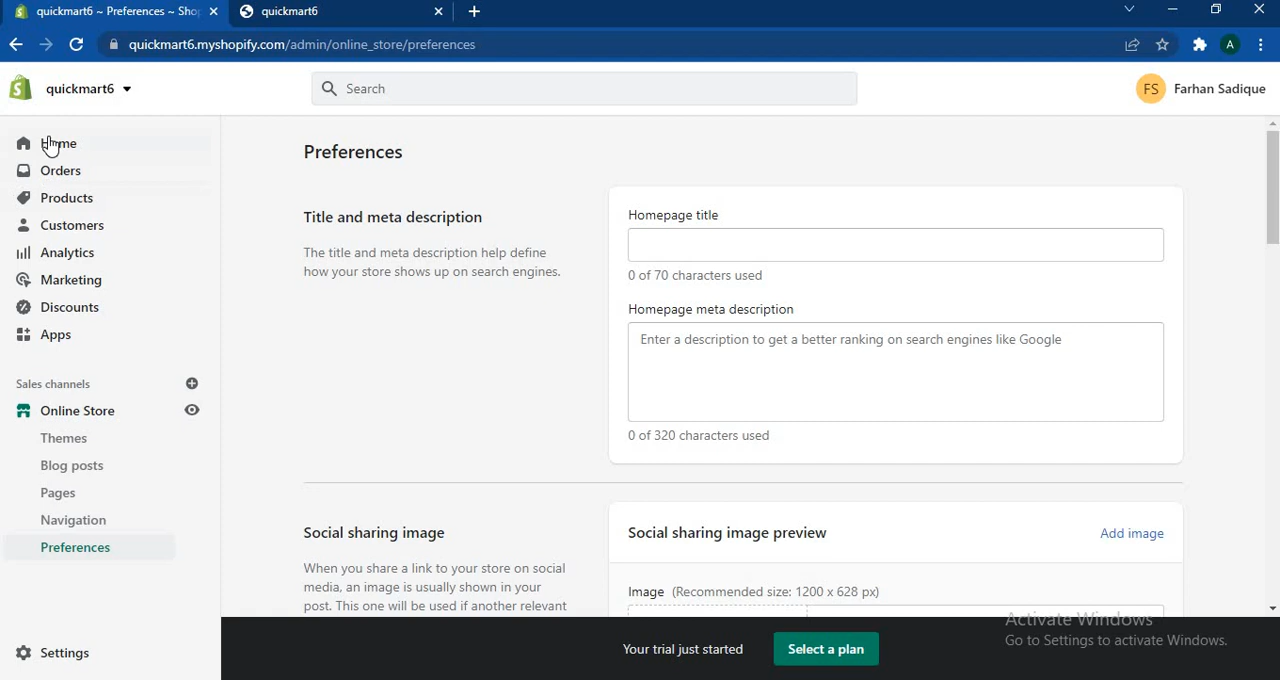 quickmart6 ~ Preferences ~ Shop
quickmart6
quickmart6.myshopify.com/admin/online_store/preferences
A
quickmart6
Search
FS
Farhan Sadique
Home
Orders
Products
Customers
Analytics
Marketing
Discounts
Apps
Sales channels
Online Store
Themes
Blog posts
Pages
Navigation
Preferences
Settings
Preferences
Title and meta description
The title and meta description help define
how your store shows up on search engines.
Homepage title
0 of 70 characters used
Homepage meta description
Enter a description to get a better ranking on search engines like Google
0 of 320 characters used
Social sharing image
When you share a link to your store on social
media, an image is usually shown in your
post. This one will be used if another relevant
Social sharing image preview
Add image
Image (Recommended size: 1200 x 628 px)
Your trial just started
Select a plan
Activate Windows
Go to Settings to activate Windows.